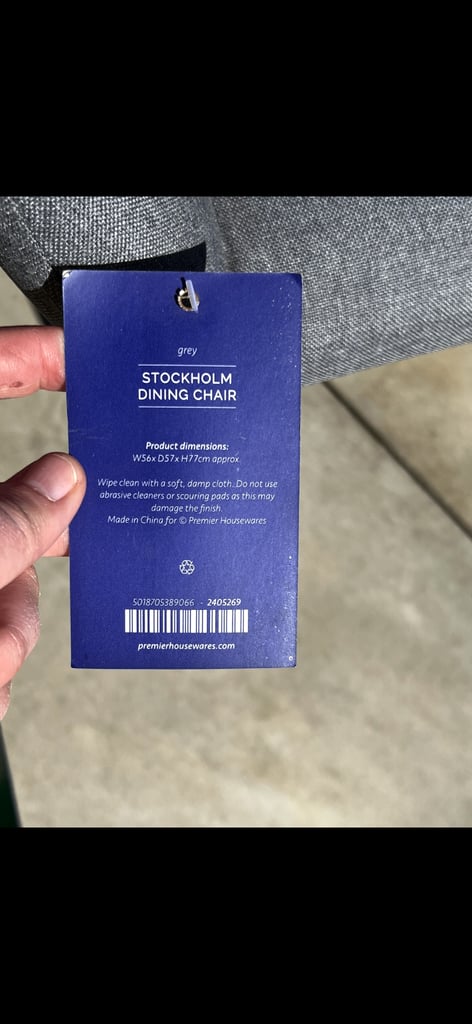 grey
STOCKHOLM
DINING CHAIR
Product dimensions:
W56x D57x H77cm approx.
Wipe clean with a soft, damp cloth. Do not use
abrasive cleaners or scouring pads as this may
damage the finish.
Made in China for © Premier Housewares
5018705389066 - 2405269
premierhousewares.com